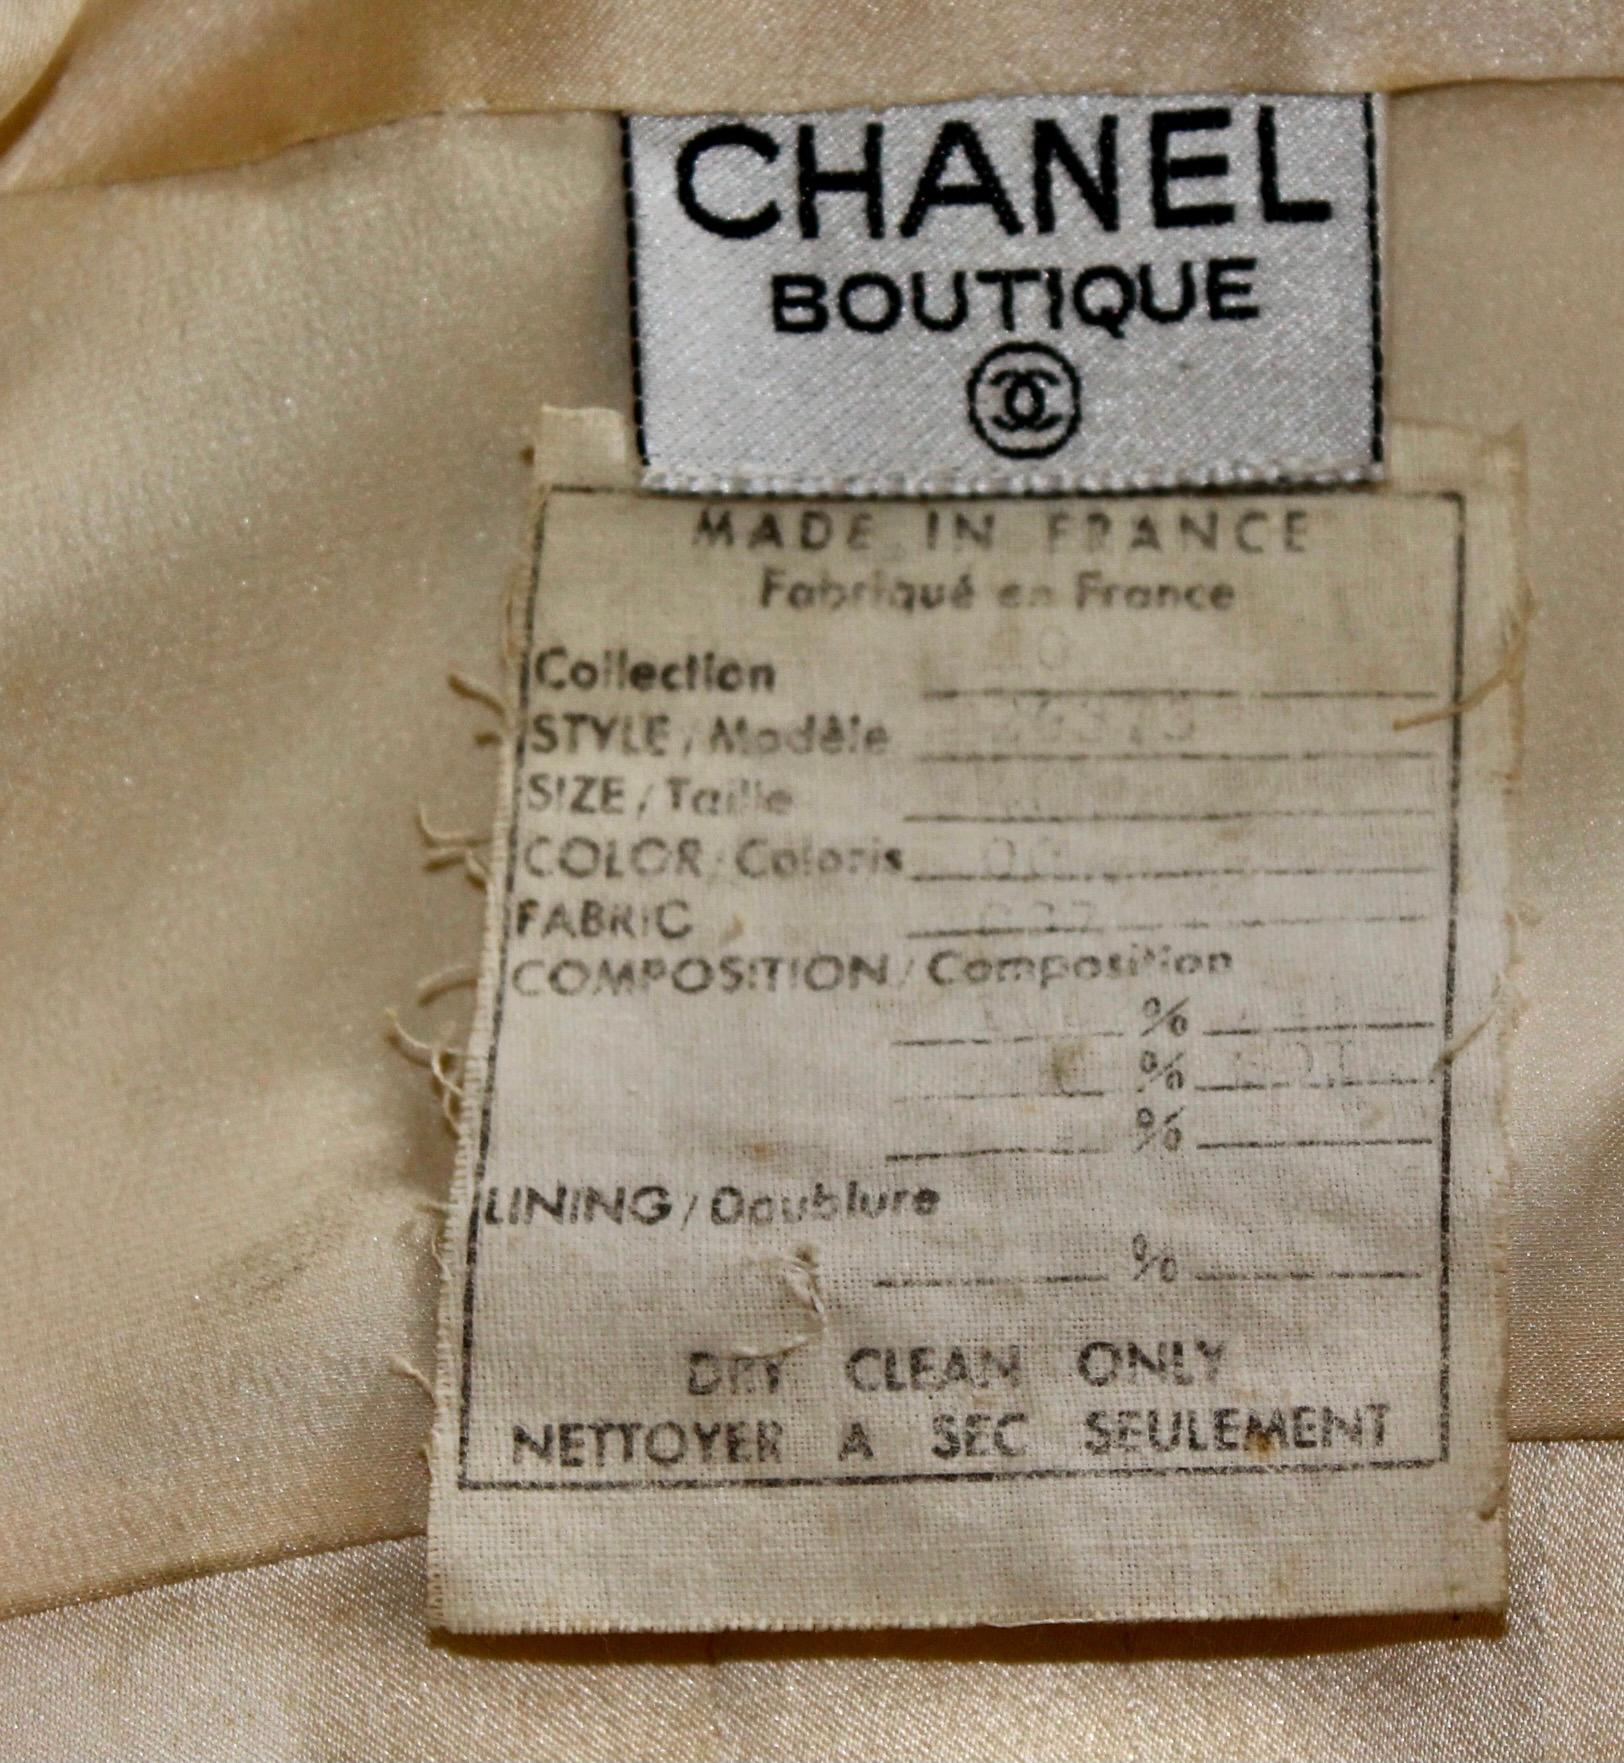 CHANEL
BOUTIQUE
MADE IN FRANCE
Fabriqué en France
Collection
STYLE/Modèle
SIZE/Taille
COLOR/Coloris
FABRIC
COMPOSITION/Composition
%
%
%
LINING/Doublure
%
DRY CLEAN ONLY
NETTOYER A SEC SEULEMENT